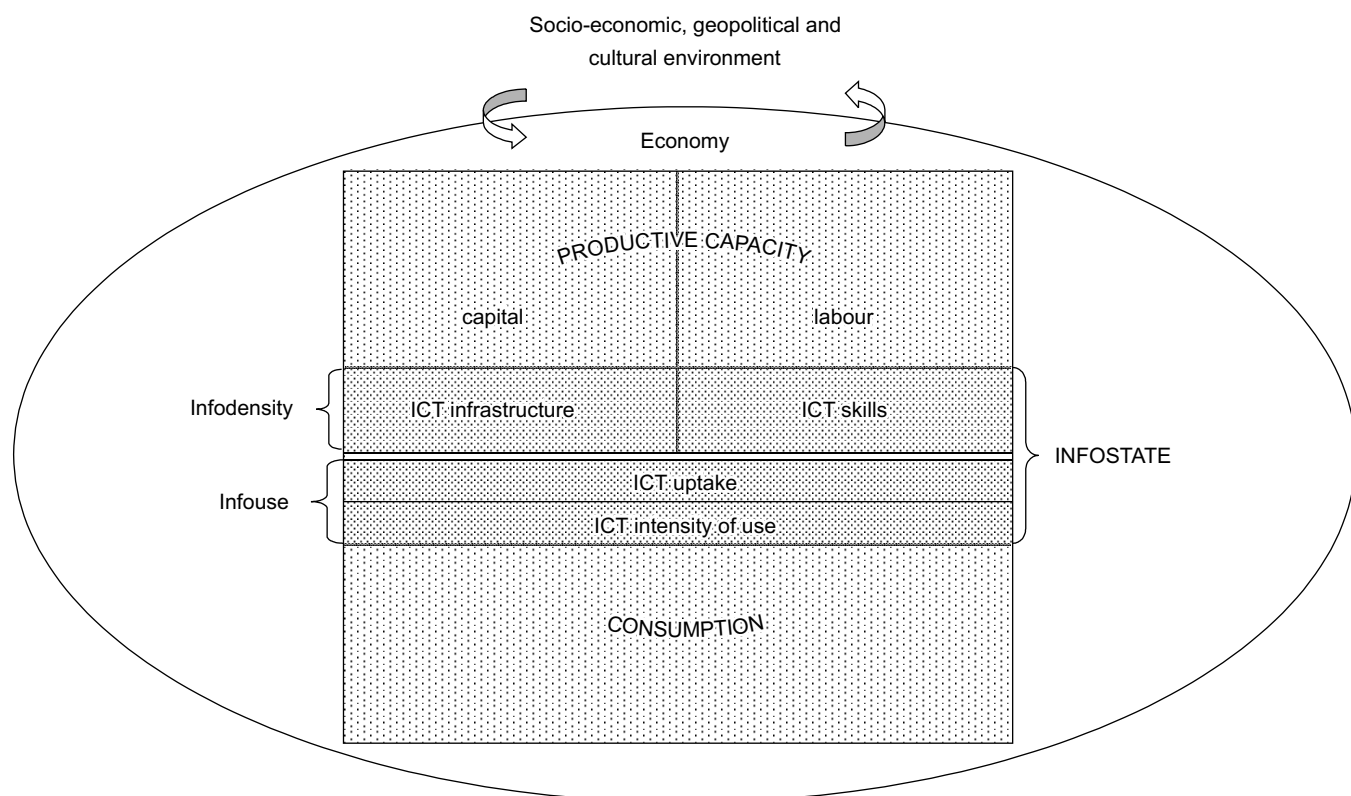 Socio-economic, geopolitical and
cultural environment
Economy
PRODUCTIVE CAPACITY
capital
labour
Infodensity
ICT infrastructure
ICT skills
INFOSTATE
ICT uptake
Infouse
ICT intensity of use
CONSUMPTION